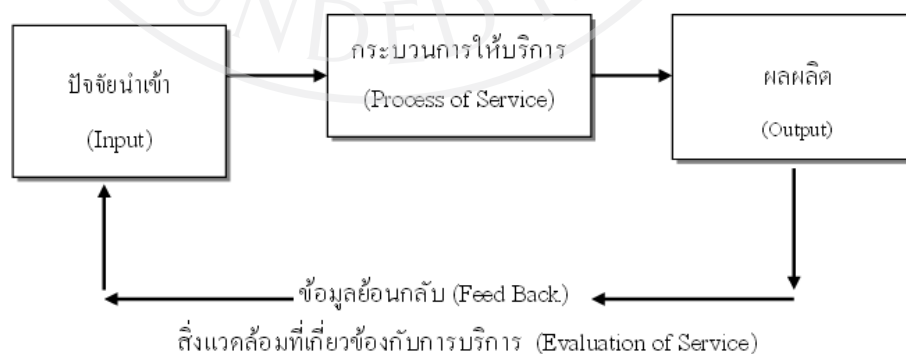 ปัจจัยนำเข้า
(Input)
กระบวนการให้บริการ
(Process of Service)
ผลผลิต
(Output)
ข้อมูลย้อนกลับ (Feed Back)
สิ่งแวดล้อมที่เกี่ยวข้องกับการบริการ (Evaluation of Service)